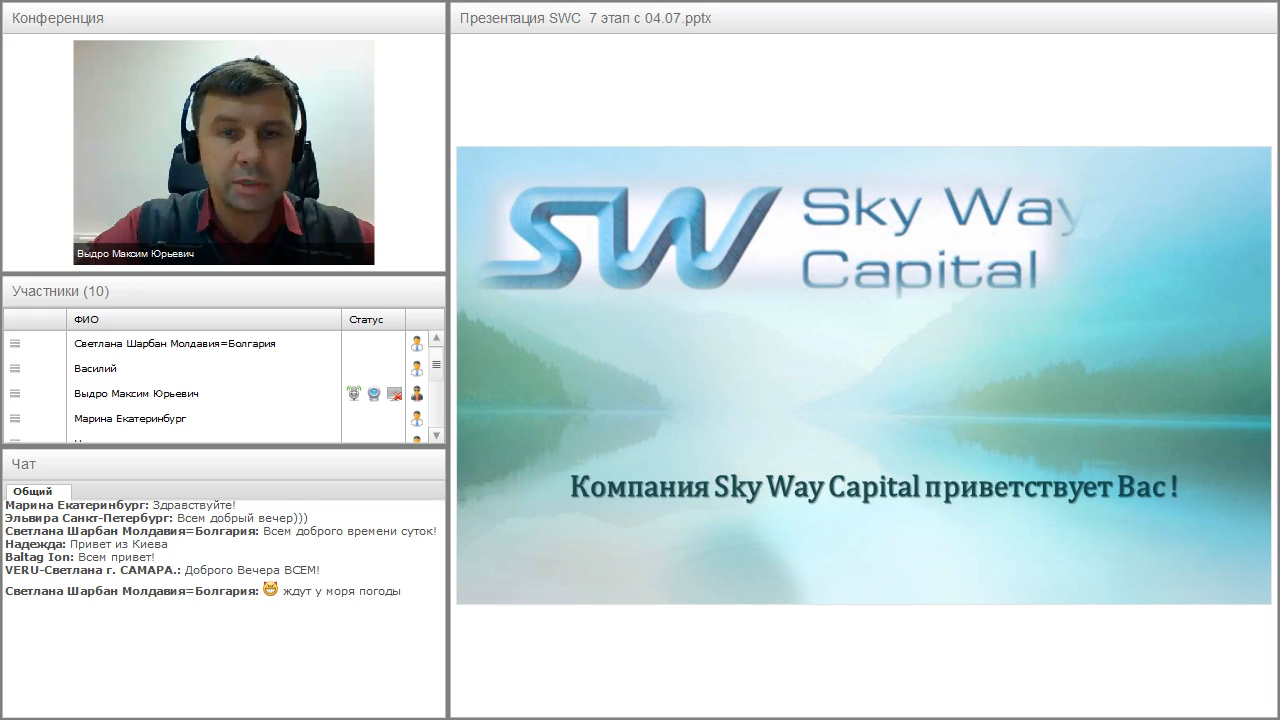 Конференция
Выдро Максим Юрьевич
Участники (10)
ФИО
Статус
Светлана Шарбан Молдавия=Болгария
Василий
Выдро Максим Юрьевич
Марина Екатеринбург
Чат
Общий
Марина Екатеринбург: Здравствуйте!
Эльвира Санкт-Петербург: Всем добрый вечер)))
Светлана Шарбан Молдавия=Болгария: Всем доброго времени суток!
Надежда: Привет из Киева
Baltag Ion: Всем привет!
VERU-Светлана г. САМАРА.: Доброго Вечера ВСЕМ!
Светлана Шарбан Молдавия=Болгария: ждут у моря погоды
Презентация SWC 7 этап с 04.07.pptx
SW
Sky Way
Capital
Компания Sky Way Capital приветствует Вас !